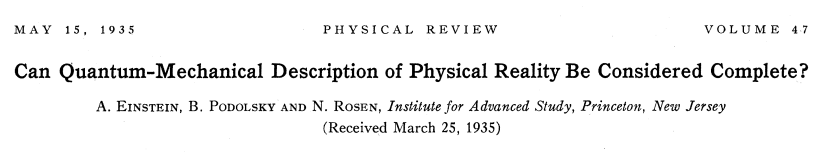 MAY 15, 1935 PHYSICAL REVIEW VOLUME 47
Can Quantum-Mechanical Description of Physical Reality Be Considered Complete?
A. EINSTEIN, B. PODOLSKY AND N. ROSEN, Institute for Advanced Study, Princeton, New Jersey
(Received March 25, 1935)